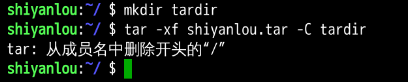 shiyanlou:~/ $ mkdir tardir
shiyanlou:~/ $ tar -xf shiyanlou.tar -C tardir
tar: 从成员名中删除开头的“/”
shiyanlou:~/ $